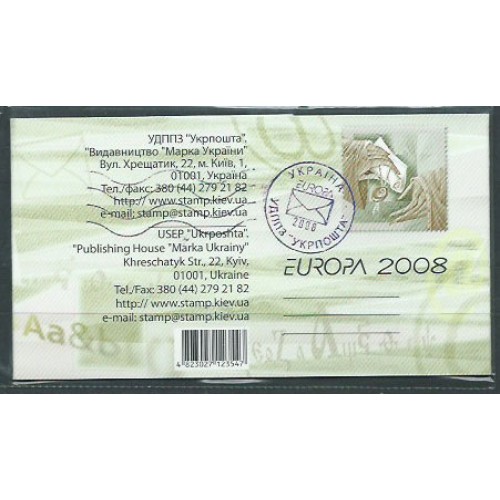 УДППЗ "Укрпошта",
"Видавництво "Марка України"
Вул. Хрещатик, 22, м. Київ, 1,
01001, Україна
Тел./факс: 380 (44) 279 21 82
http:// www.stamp.kiev.ua
e-mail: stamp@stamp.kiev.ua
USEP "Ukrposhta",
"Publishing House "Marka Ukrainy"
Khreschatyk Str., 22, Kyiv,
01001, Ukraine
Tel./Fax: 380 (44) 279 21 82
http:// www.stamp.kiev.ua
e-mail: stamp@stamp.kiev.ua
4 823027 123547
Aa&
УКРАЇНА
EUROPA
2008
УДППЗ "УКРПОШТА"
EUROPA 2008